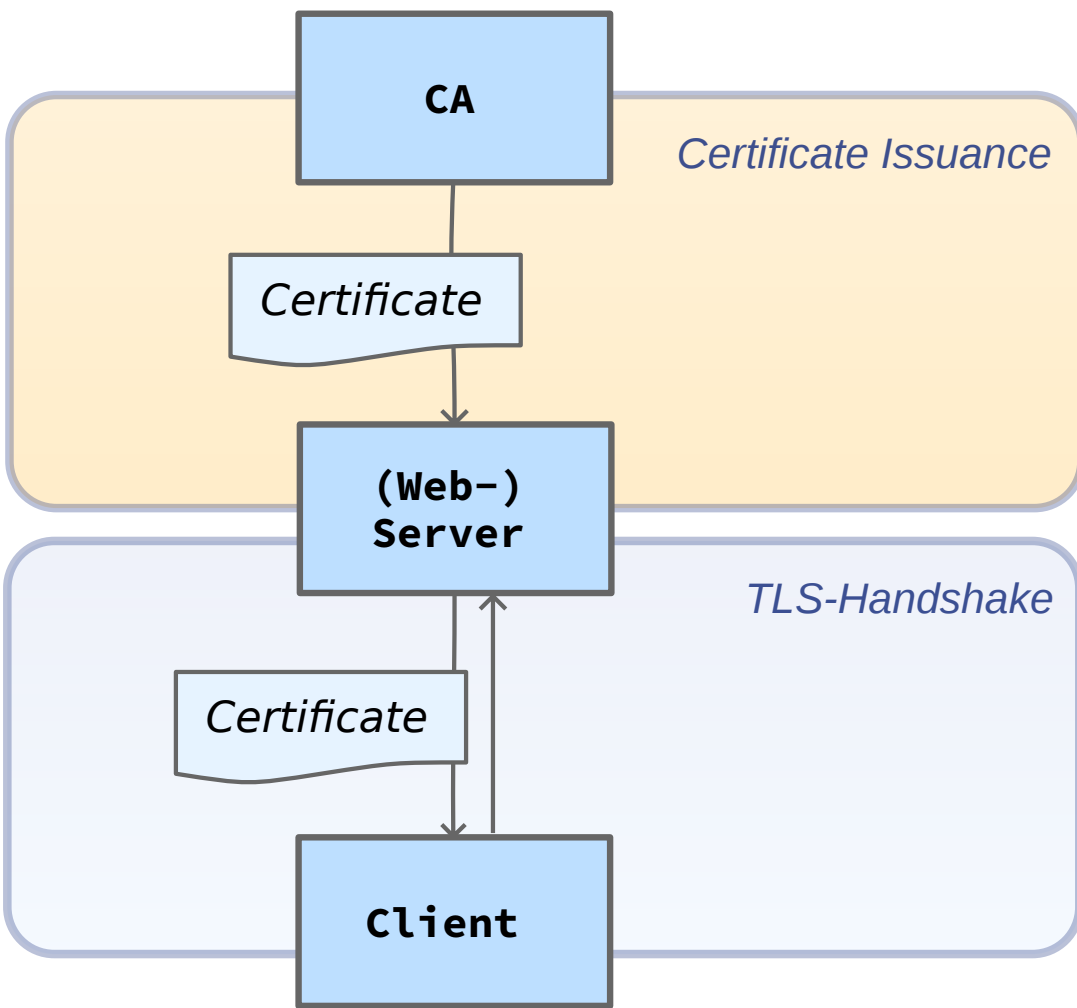 CA
Certificate Issuance
Certificate
(Web-)
Server
TLS-Handshake
Certificate
Client